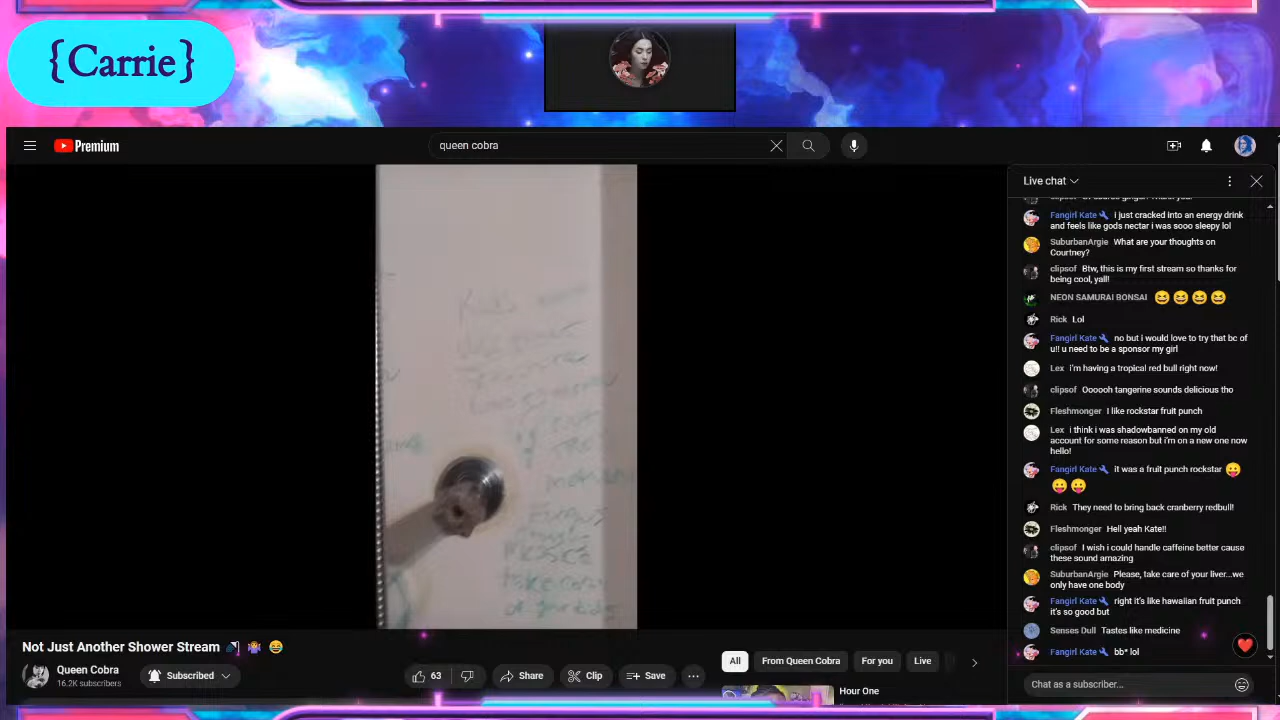 {Carrie}
Premium
queen cobra
Live chat
Fangirl Kate i just cracked into an energy drink
and feels like gods nectar i was sooo sleepy lol
SuburbanArgie What are your thoughts on
Courtney?
clipsof Btw, this is my first stream so thanks for
being cool, yall!
NEON SAMURAI BONSAI 😆😆😆😆
Rick Lol
Fangirl Kate no but i would love to try that bc of
u!! u need to be a sponsor my girl
Lex i'm having a tropical red bull right now!
clipsof Oooooh tangerine sounds delicious tho
Fleshmonger I like rockstar fruit punch
Lex i think i was shadowbanned on my old
account for some reason but i'm on a new one now
hello!
Fangirl Kate it was a fruit punch rockstar 😛
😛😛
Rick They need to bring back cranberry redbull!
Fleshmonger Hell yeah Kate!!
clipsof I wish i could handle caffeine better cause
these sound amazing
SuburbanArgie Please, take care of your liver...we
only have one body
Fangirl Kate right it's like hawaiian fruit punch
it's so good but
Senses Dull Tastes like medicine
Fangirl Kate bb* lol
Chat as a subscriber...
take care
Not Just Another Shower Stream 🚿 🤷‍♀️ 😂
Queen Cobra
16.2K subscribers
Subscribed
63
Share
Clip
Save
All
From Queen Cobra
For you
Live
Hour One